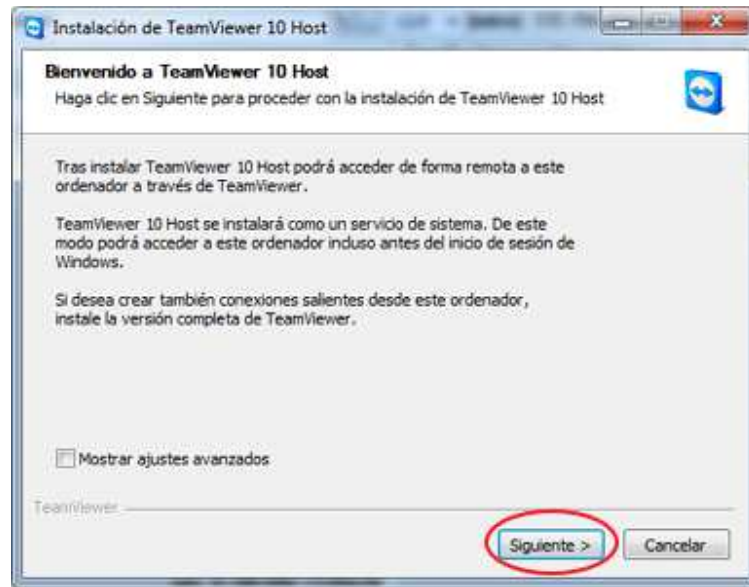 Instalación de TeamViewer 10 Host
Bienvenido a TeamViewer 10 Host
Haga clic en Siguiente para proceder con la instalación de TeamViewer 10 Host
Tras instalar TeamViewer 10 Host podrá acceder de forma remota a este
ordenador a través de TeamViewer.
TeamViewer 10 Host se instalará como un servicio de sistema. De este
modo podrá acceder a este ordenador incluso antes del inicio de sesión de
Windows.
Si desea crear también conexiones salientes desde este ordenador,
instale la versión completa de TeamViewer.
Mostrar ajustes avanzados
TeamViewer
Siguiente >
Cancelar